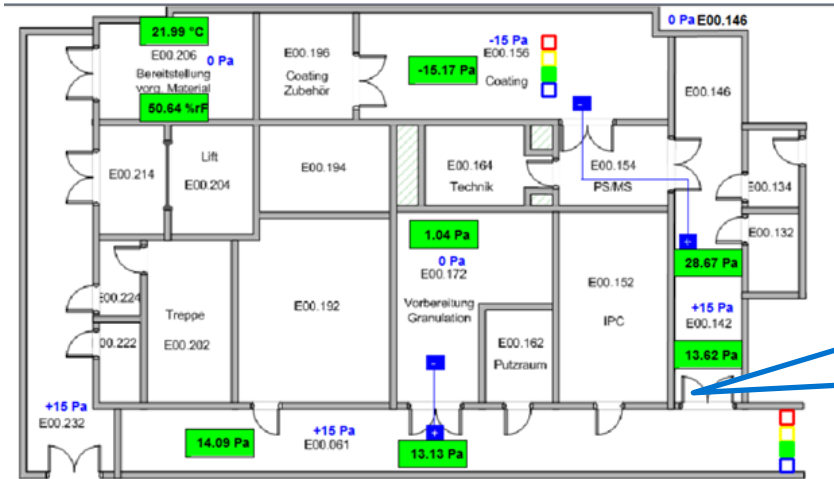 21.99 °C
E00.206
0 Pa
Bereitstellung
vorg. Material
50.64 %rF
E00.196
Coating
Zubehör
-15.17 Pa
-15 Pa
E00.156
Coating
-
0 Pa E00.146
E00.146
E00.214
Lift
E00.204
E00.194
E00.164
Technik
E00.154
PS/MS
E00.134
E00.132
+
28.67 Pa
+15 Pa
E00.142
13.62 Pa
1.04 Pa
0 Pa
E00.172
Vorbereitung
Granulation
-
E00.152
IPC
E00.162
Putzraum
E00.192
E00.224
Treppe
E00.202
00.222
+15 Pa
E00.232
14.09 Pa
+15 Pa
E00.061
+
13.13 Pa